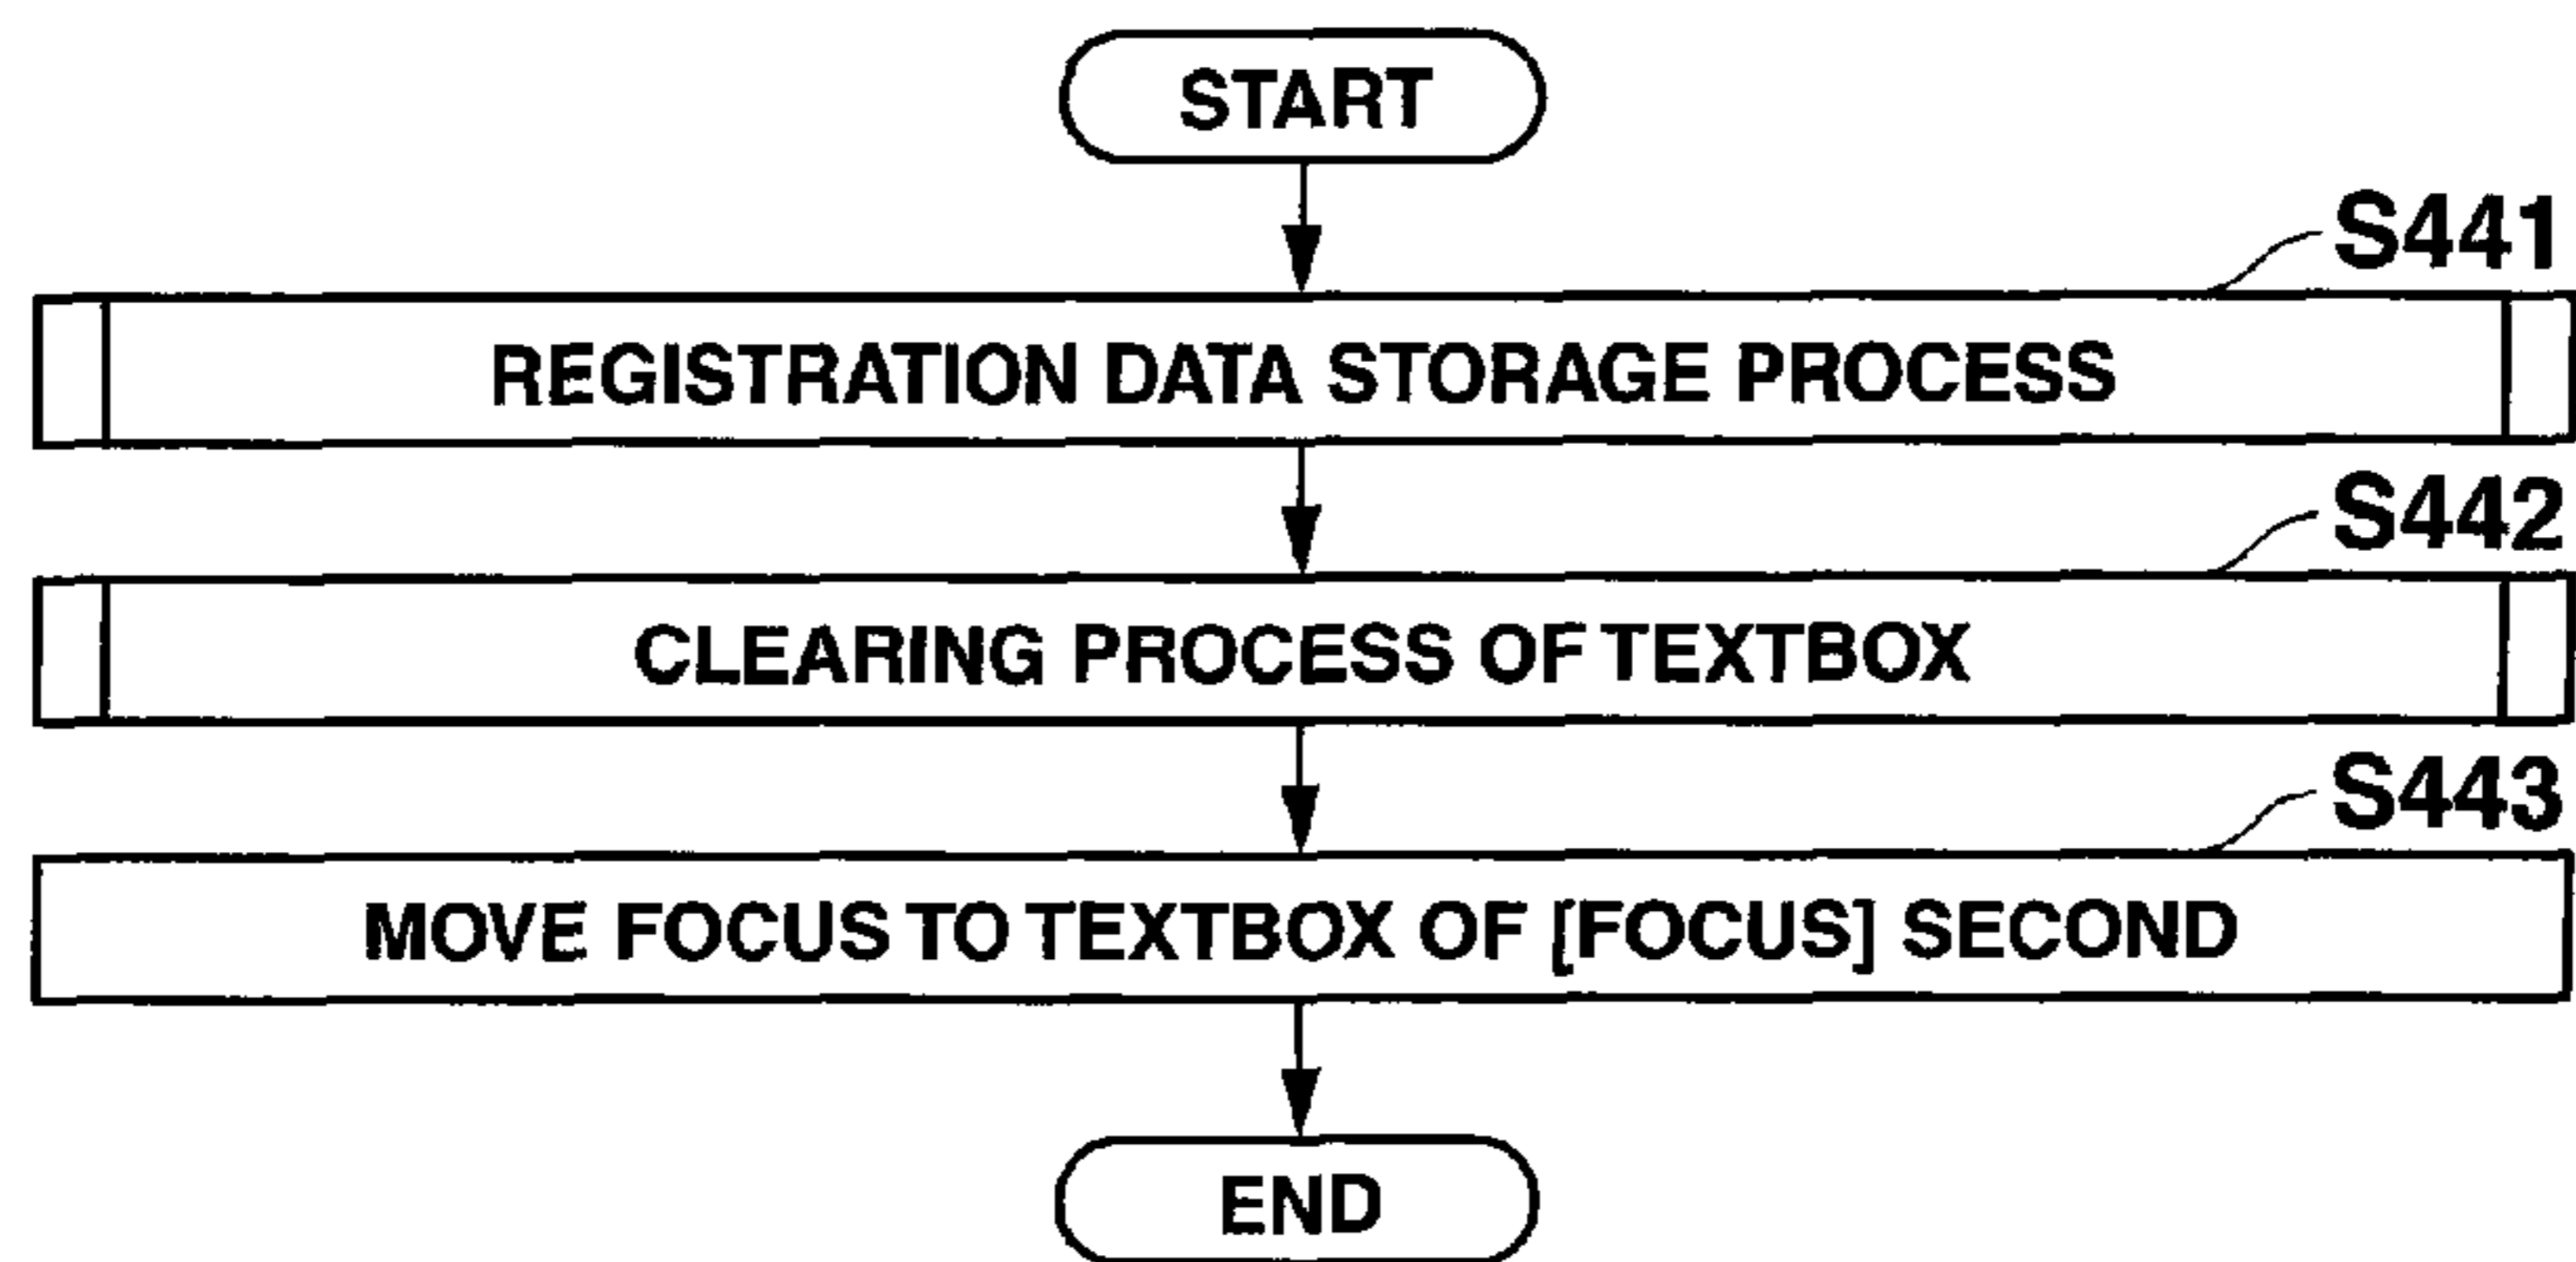 START
S441
REGISTRATION DATA STORAGE PROCESS
S442
CLEARING PROCESS OF TEXTBOX
S443
MOVE FOCUS TO TEXTBOX OF [FOCUS] SECOND
END